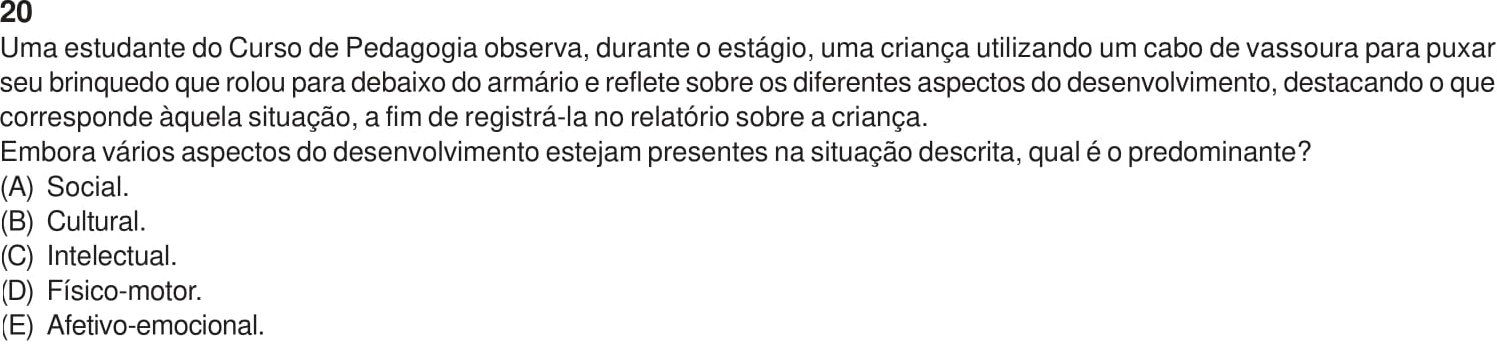 20
Uma estudante do Curso de Pedagogia observa, durante o estágio, uma criança utilizando um cabo de vassoura para puxar
seu brinquedo que rolou para debaixo do armário e reflete sobre os diferentes aspectos do desenvolvimento, destacando o que
corresponde àquela situação, a fim de registrá-la no relatório sobre a criança.
Embora vários aspectos do desenvolvimento estejam presentes na situação descrita, qual é o predominante?
(A) Social.
(B) Cultural.
(C) Intelectual.
(D) Físico-motor.
(E) Afetivo-emocional.